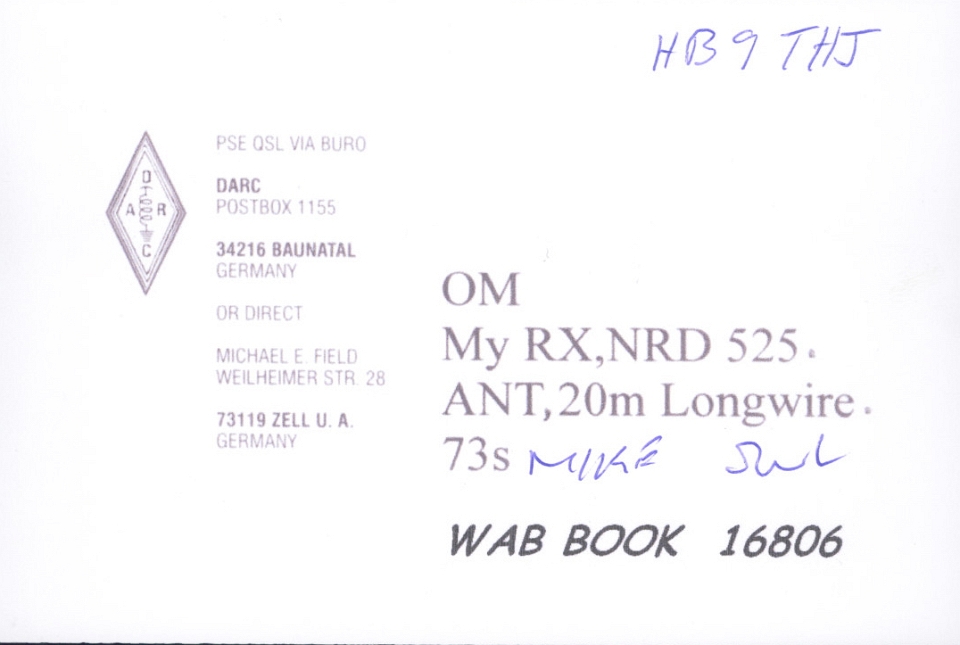 HB9THJ
D
A R
C
PSE QSL VIA BURO
DARC
POSTBOX 1155
34216 BAUNATAL
GERMANY
OR DIRECT
MICHAEL E. FIELD
WEILHEIMER STR. 28
73119 ZELL U. A.
GERMANY
OM
My RX,NRD 525.
ANT,20m Longwire.
73s MIKE SWL
WAB BOOK 16806